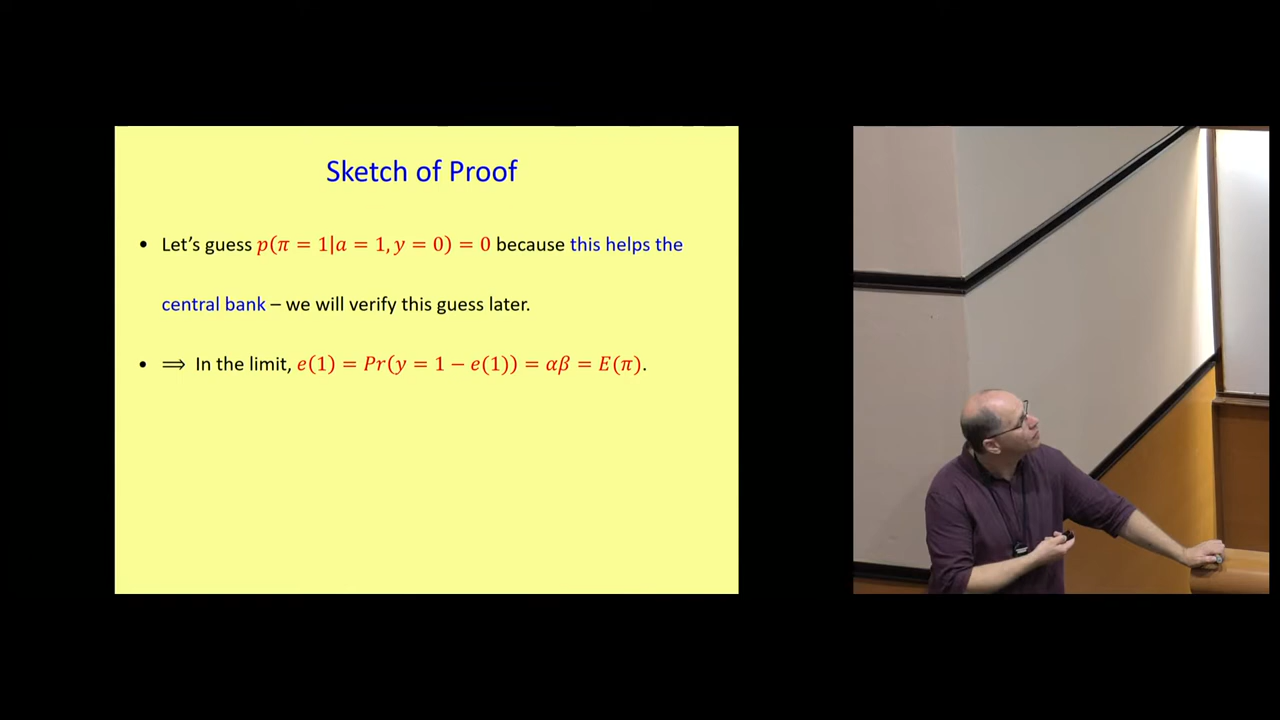 Sketch of Proof
• Let's guess p(π = 1|a = 1, y = 0) = 0 because this helps the
central bank – we will verify this guess later.
• ⟹ In the limit, e(1) = Pr(y = 1 − e(1)) = αβ = E(π).